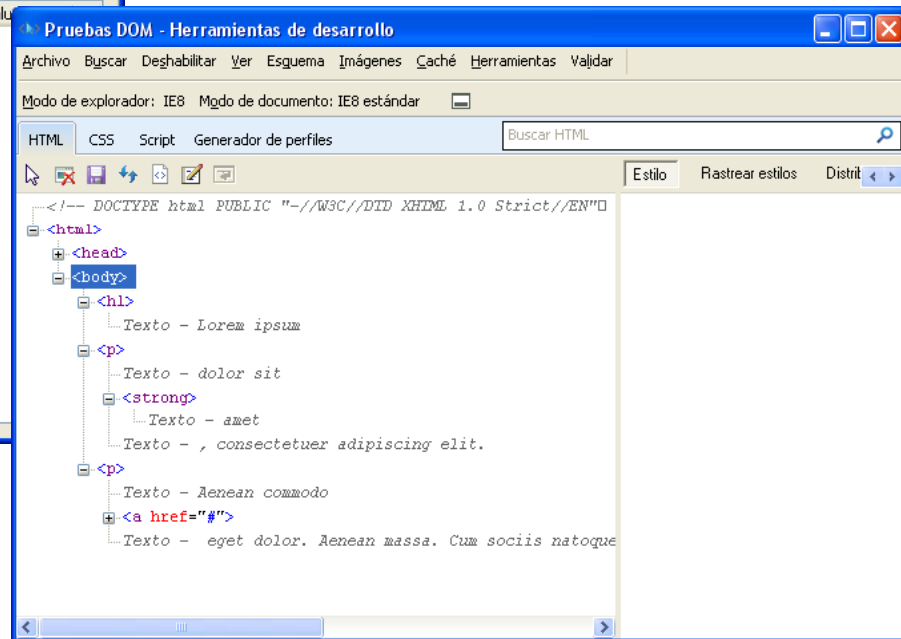 Pruebas DOM - Herramientas de desarrollo
Archivo Buscar Deshabilitar Ver Esquema Imágenes Caché Herramientas Validar
Modo de explorador: IE8 Modo de documento: IE8 estándar
HTML CSS Script Generador de perfiles Buscar HTML
Estilo Rastrear estilos Distrit
<!-- DOCTYPE html PUBLIC "-//W3C//DTD XHTML 1.0 Strict//EN"
<html>
<head>
<body>
<h1>
Texto - Lorem ipsum
<p>
Texto - dolor sit
<strong>
Texto - amet
Texto - , consectetuer adipiscing elit.
<p>
Texto - Aenean commodo
<a href="#">
Texto - eget dolor. Aenean massa. Cum sociis natoque